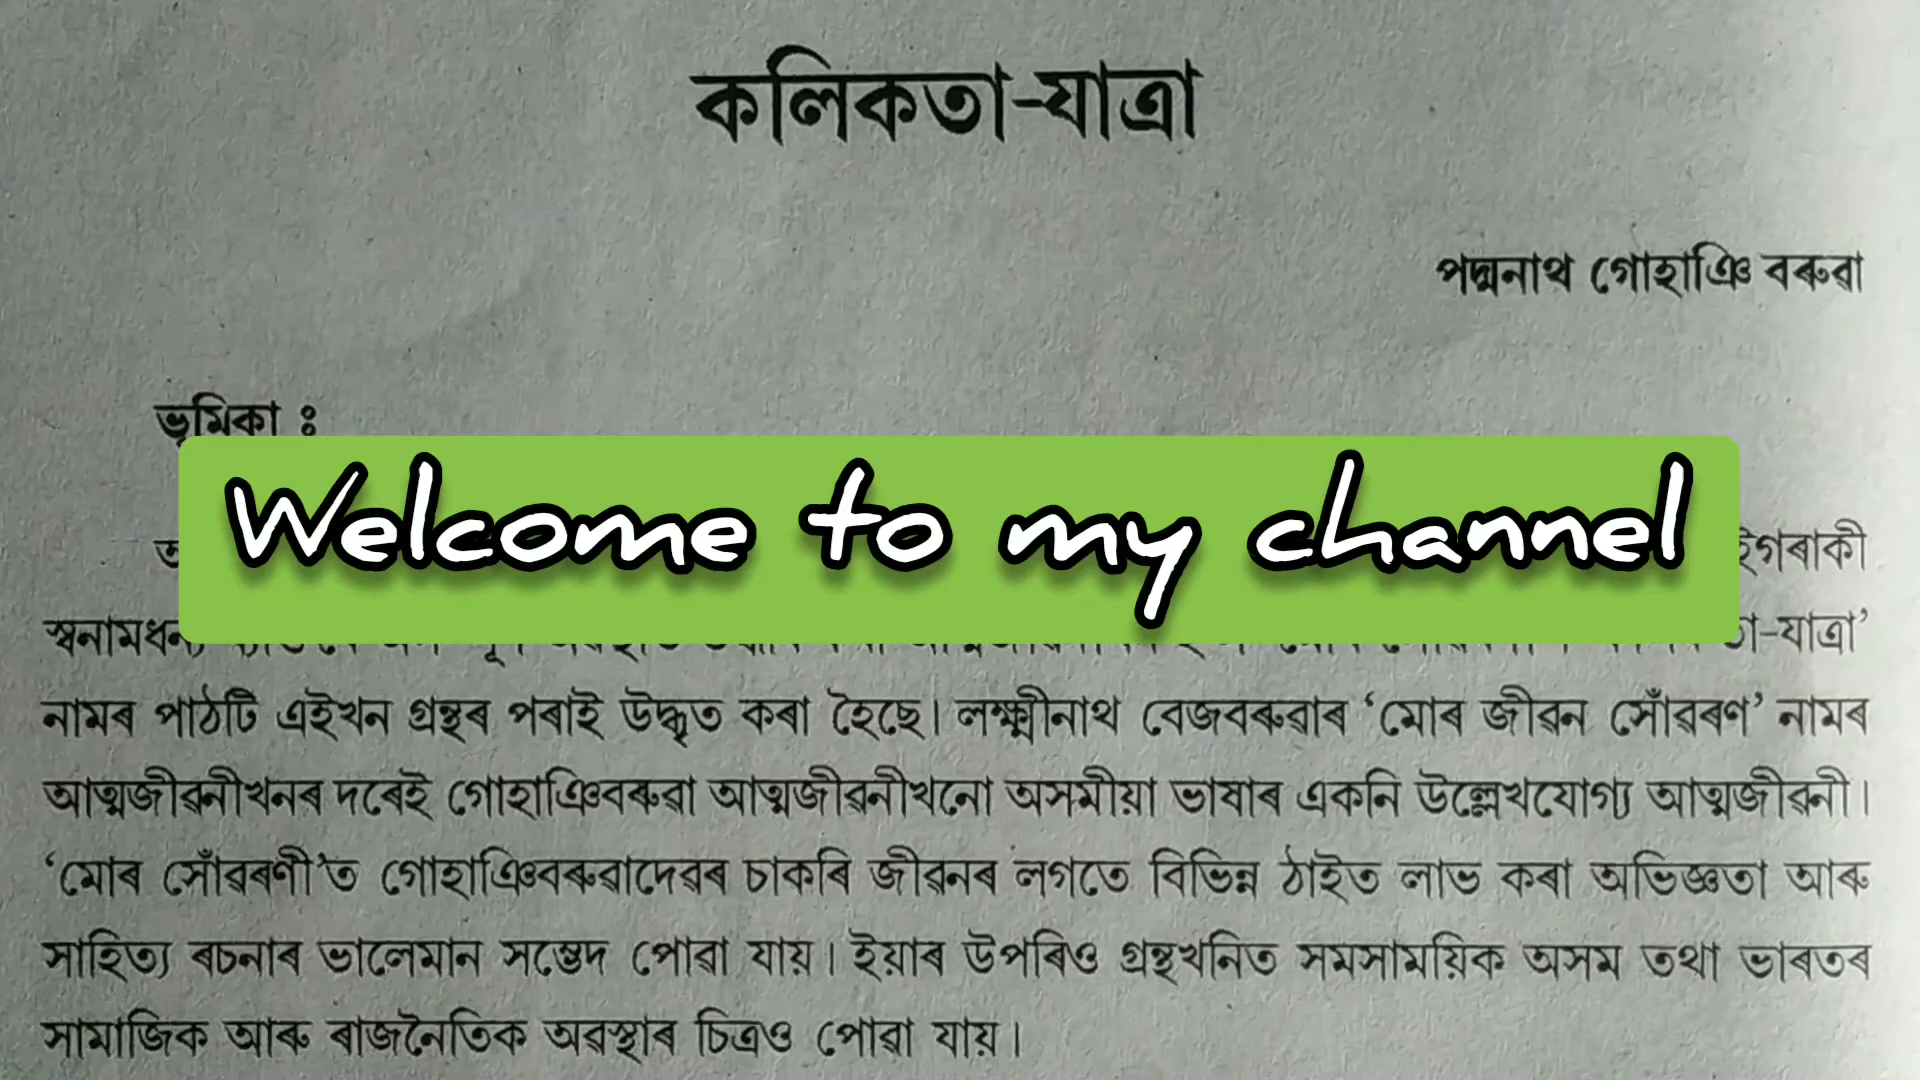 কলিকতা-যাত্ৰা
পদ্মনাথ গোহাঞি বৰুৱা
ভূমিকা ঃ
Welcome to my channel
স্বনামধন্য
নামৰ পাঠটি এইখন গ্ৰন্থৰ পৰাই উদ্ধৃত কৰা হৈছে। লক্ষ্মীনাথ বেজবৰুৱাৰ ‘মোৰ জীৱন সোঁৱৰণ’ নামৰ
আত্মজীৱনীখনৰ দৰেই গোহাঞিবৰুৱা আত্মজীৱনীখনো অসমীয়া ভাষাৰ একনি উল্লেখযোগ্য আত্মজীৱনী।
‘মোৰ সোঁৱৰণী’ত গোহাঞিবৰুৱাদেৱৰ চাকৰি জীৱনৰ লগতে বিভিন্ন ঠাইত লাভ কৰা অভিজ্ঞতা আৰু
সাহিত্য ৰচনাৰ ভালেমান সম্ভেদ পোৱা যায়। ইয়াৰ উপৰিও গ্ৰন্থখনিত সমসাময়িক অসম তথা ভাৰতৰ
সামাজিক আৰু ৰাজনৈতিক অৱস্থাৰ চিত্ৰও পোৱা যায়।